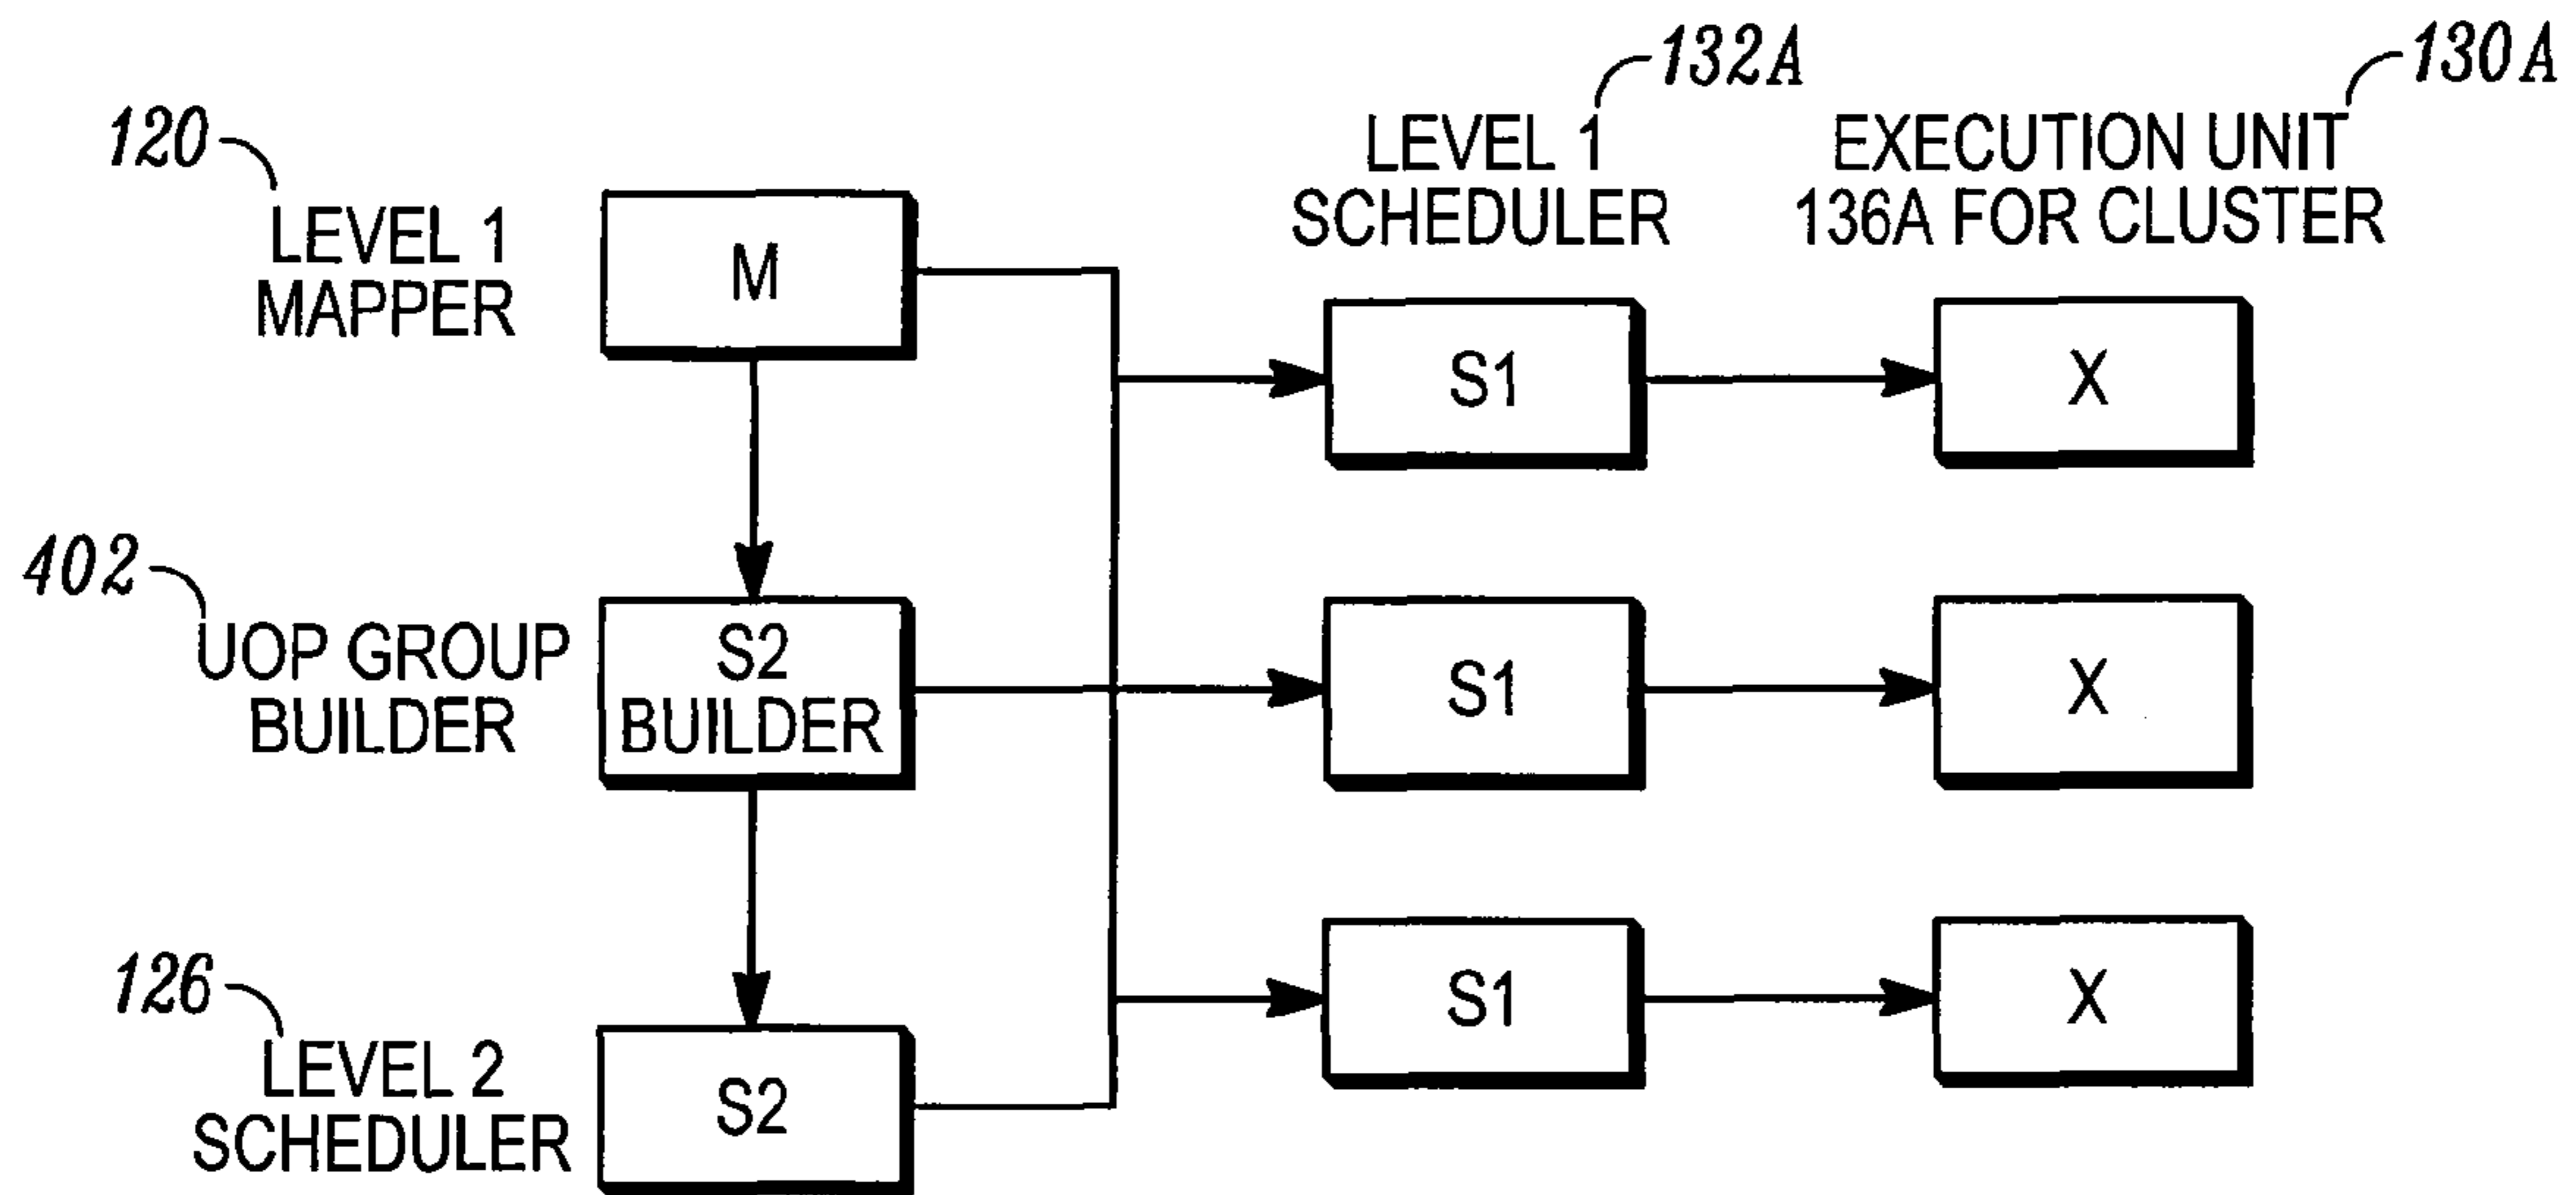 132A
130A
120
LEVEL 1
SCHEDULER
EXECUTION UNIT
136A FOR CLUSTER
LEVEL 1
MAPPER
M
S1
X
402
UOP GROUP
BUILDER
S2
BUILDER
S1
X
126
LEVEL 2
SCHEDULER
S2
S1
X